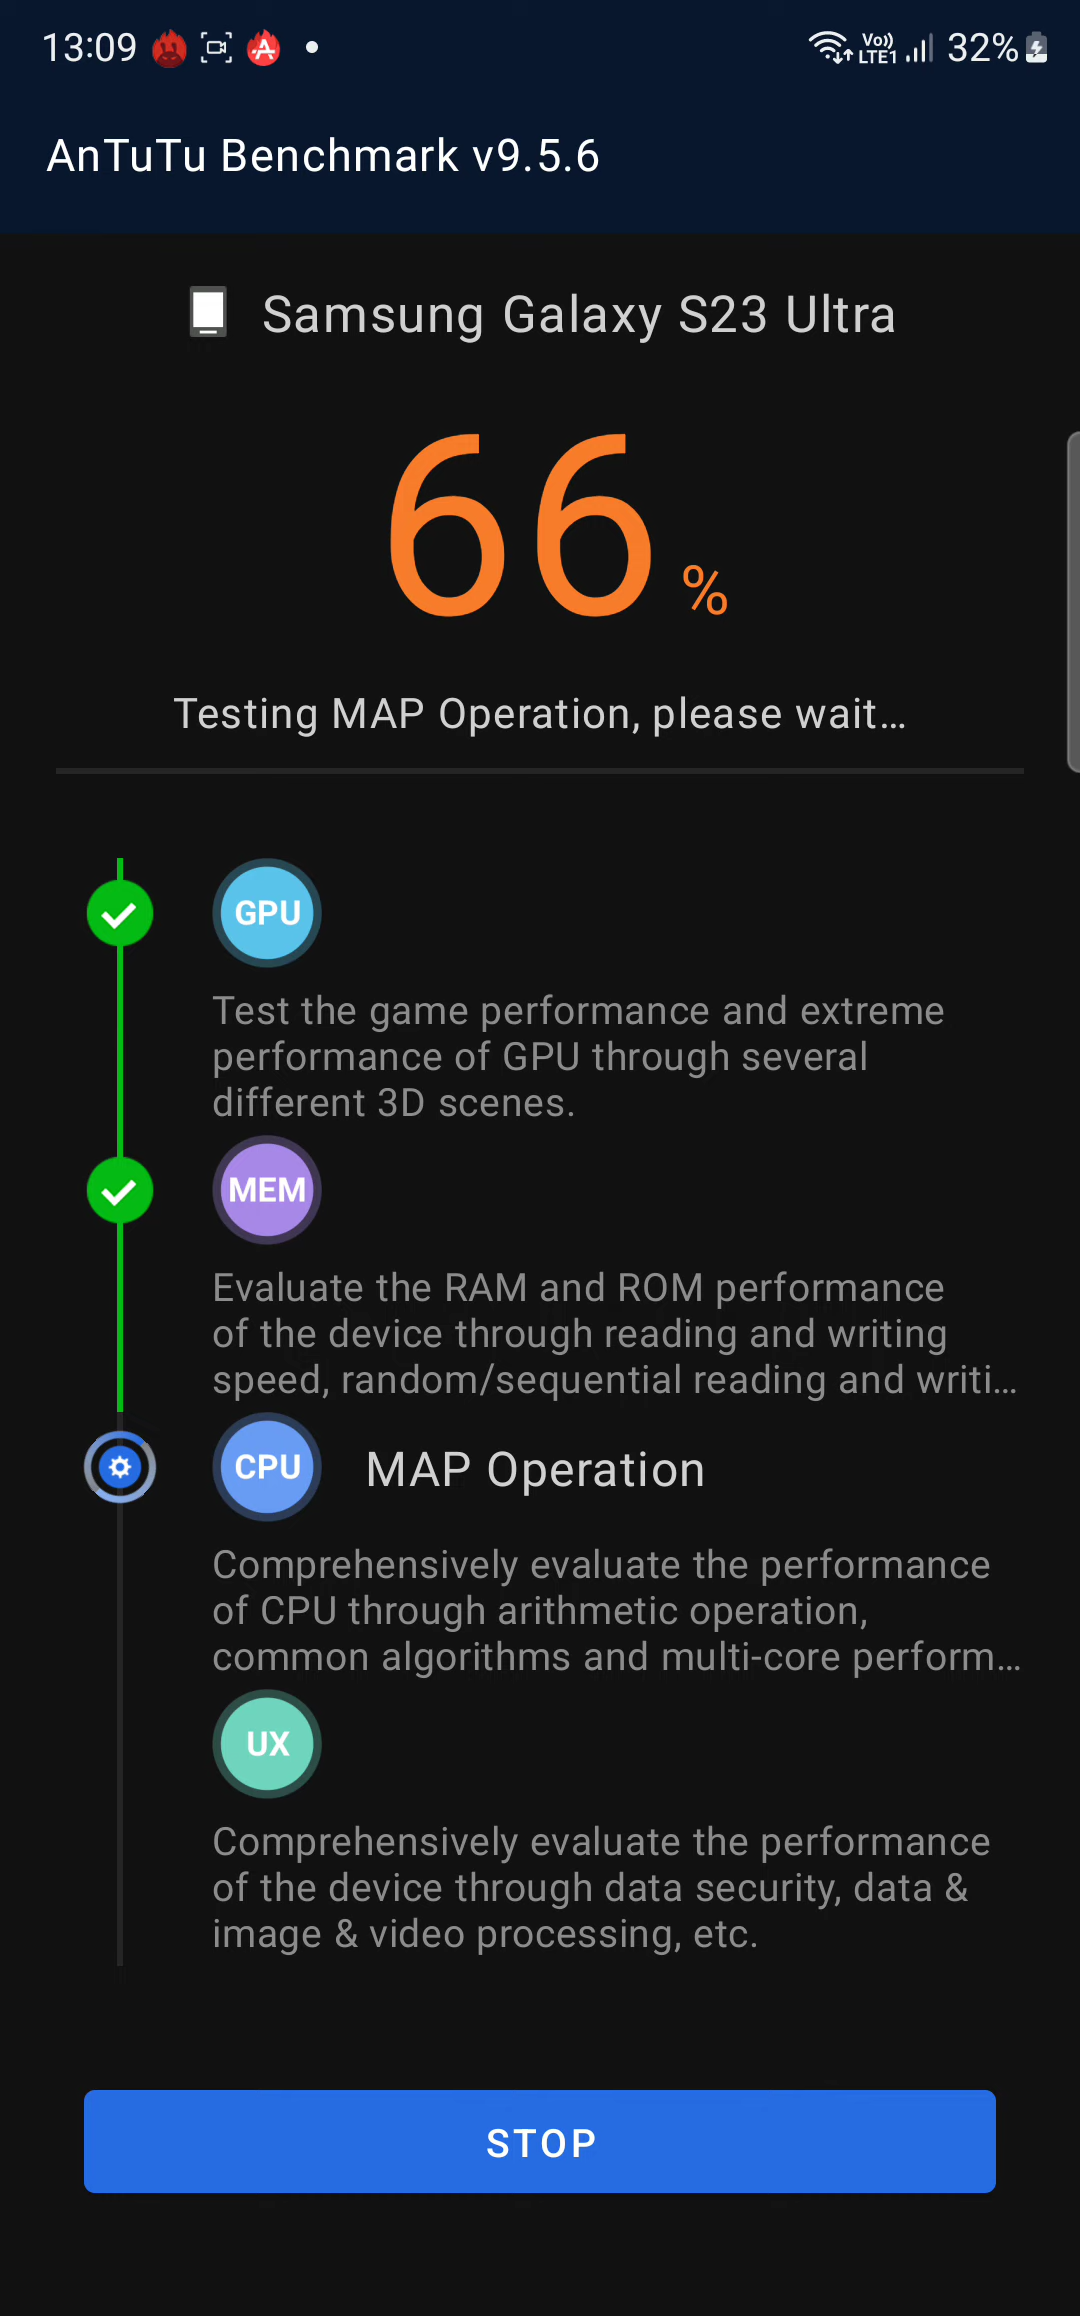 13:09 Vo)) LTE1 32%
AnTuTu Benchmark v9.5.6
Samsung Galaxy S23 Ultra
66 %
Testing MAP Operation, please wait...
GPU
Test the game performance and extreme
performance of GPU through several
different 3D scenes.
MEM
Evaluate the RAM and ROM performance
of the device through reading and writing
speed, random/sequential reading and writi...
CPU MAP Operation
Comprehensively evaluate the performance
of CPU through arithmetic operation,
common algorithms and multi-core perform...
UX
Comprehensively evaluate the performance
of the device through data security, data &
image & video processing, etc.
STOP